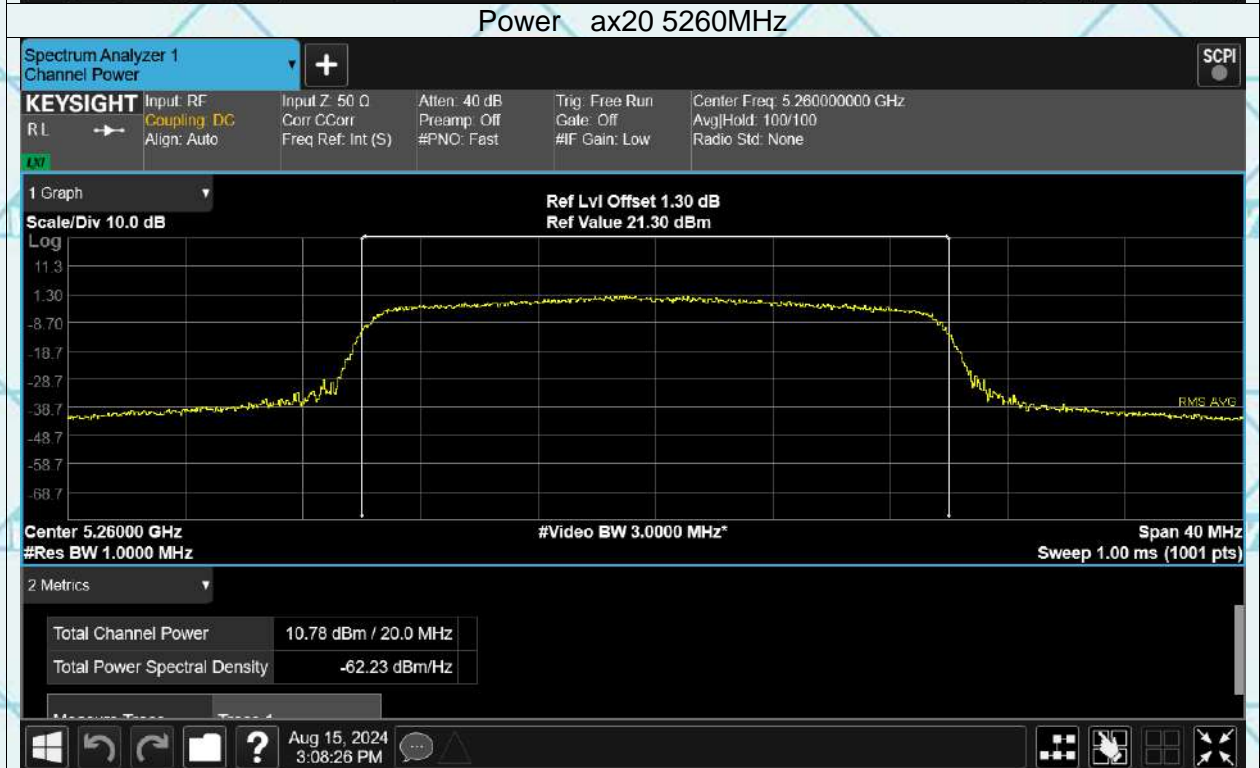 Power ax20 5260MHz
Spectrum Analyzer 1
Channel Power
SCPI
KEYSIGHT Input: RF Input Z: 50 Ω Atten: 40 dB Trig: Free Run Center Freq: 5.260000000 GHz
RL Coupling: DC Corr CCorr Preamp: Off Gate: Off Avg|Hold: 100/100
Align: Auto Freq Ref: Int (S) #PNO: Fast #IF Gain: Low Radio Std: None
LXI
1 Graph
Ref Lvl Offset 1.30 dB
Scale/Div 10.0 dB Ref Value 21.30 dBm
Log
11.3
1.30
-8.70
-18.7
-28.7
-38.7
RMS AVG
-48.7
-58.7
-68.7
Center 5.26000 GHz #Video BW 3.0000 MHz* Span 40 MHz
#Res BW 1.0000 MHz Sweep 1.00 ms (1001 pts)
2 Metrics
Total Channel Power 10.78 dBm / 20.0 MHz
Total Power Spectral Density -62.23 dBm/Hz
Aug 15, 2024
3:08:26 PM